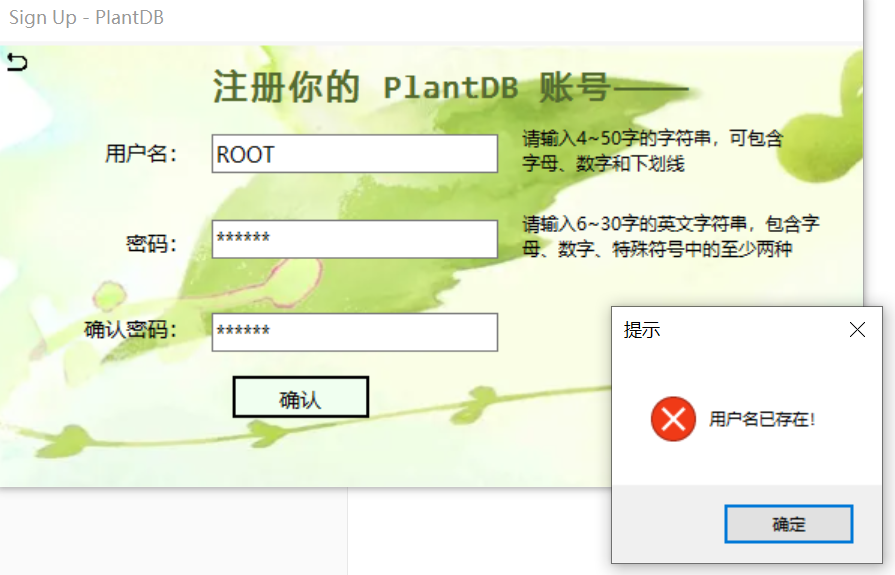 Sign Up - PlantDB
注册你的 PlantDB 账号——
用户名：
ROOT
请输入4~50字的字符串，可包含
字母、数字和下划线
密码：
******
请输入6~30字的英文字符串，包含字
母、数字、特殊符号中的至少两种
确认密码：
******
确认
提示
用户名已存在!
确定